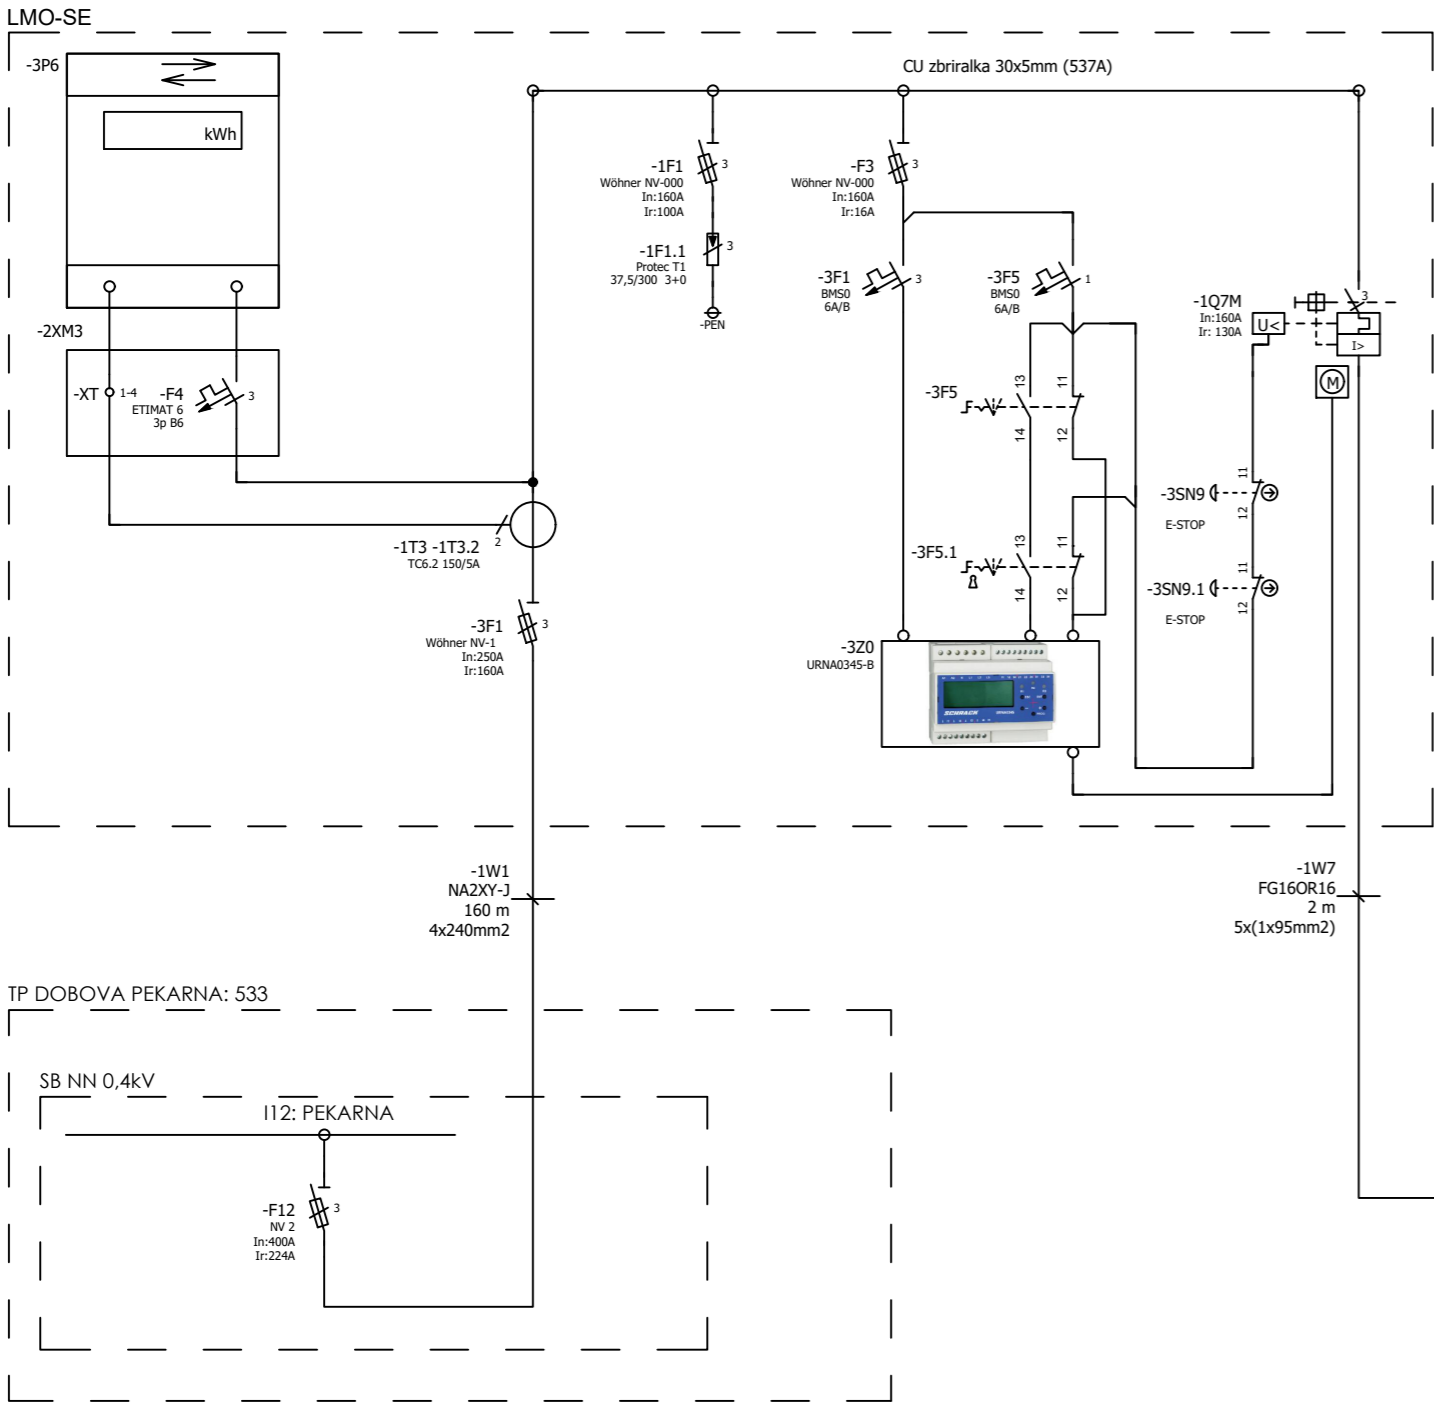 LMO-SE
-3P6
kWh
-2XM3
-XT
1-4
-F4
ETIMAT 6
3p B6
3
CU zbriralka 30x5mm (537A)
-1F1
Wöhner NV-000
In:160A
Ir:100A
3
-1F1.1
Protec T1
37,5/300 3+0
3
-PEN
-F3
Wöhner NV-000
In:160A
Ir:16A
3
-3F1
BMS0
6A/B
3
-3F5
BMS0
6A/B
1
-1Q7M
In:160A
Ir: 130A
U<
3
I>
M
-3F5
13
14
11
12
-3F5.1
13
14
11
12
-3SN9
E-STOP
11
12
-3SN9.1
E-STOP
11
12
-1T3 -1T3.2
TC6.2 150/5A
2
-3F1
Wöhner NV-1
In:250A
Ir:160A
3
-3Z0
URNA0345-B
SCHRACK
-1W1
NA2XY-J
160 m
4x240mm2
-1W7
FG16OR16
2 m
5x(1x95mm2)
TP DOBOVA PEKARNA: 533
SB NN 0,4kV
I12: PEKARNA
-F12
NV 2
In:400A
Ir:224A
3